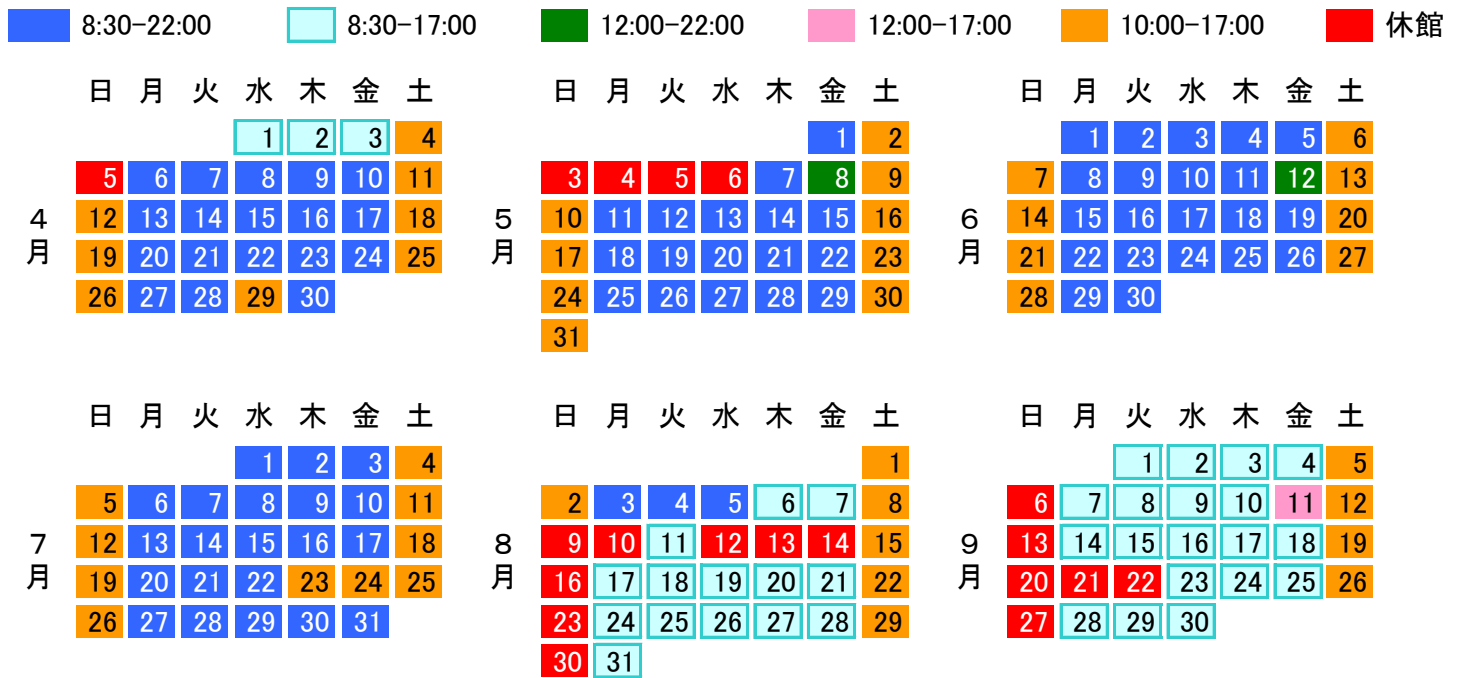 8:30-22:00 8:30-17:00 12:00-22:00 12:00-17:00 10:00-17:00 休館
4月
日 月 火 水 木 金 土
1 2 3 4
5 6 7 8 9 10 11
12 13 14 15 16 17 18
19 20 21 22 23 24 25
26 27 28 29 30
5月
日 月 火 水 木 金 土
1 2
3 4 5 6 7 8 9
10 11 12 13 14 15 16
17 18 19 20 21 22 23
24 25 26 27 28 29 30
31
6月
日 月 火 水 木 金 土
1 2 3 4 5 6
7 8 9 10 11 12 13
14 15 16 17 18 19 20
21 22 23 24 25 26 27
28 29 30
7月
日 月 火 水 木 金 土
1 2 3 4
5 6 7 8 9 10 11
12 13 14 15 16 17 18
19 20 21 22 23 24 25
26 27 28 29 30 31
8月
日 月 火 水 木 金 土
1
2 3 4 5 6 7 8
9 10 11 12 13 14 15
16 17 18 19 20 21 22
23 24 25 26 27 28 29
30 31
9月
日 月 火 水 木 金 土
1 2 3 4 5
6 7 8 9 10 11 12
13 14 15 16 17 18 19
20 21 22 23 24 25 26
27 28 29 30